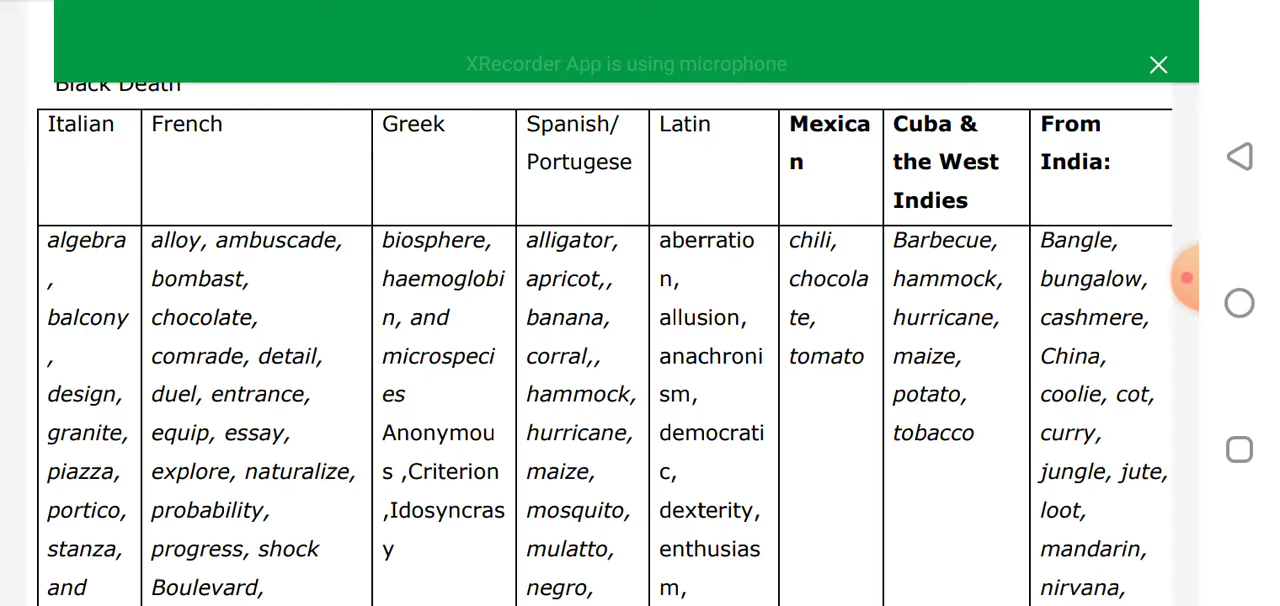 XRecorder App is using microphone
Black Death
Italian French Greek Spanish/ Latin Mexica Cuba & From
Portugese n the West India:
Indies
algebra alloy, ambuscade, biosphere, alligator, aberratio chili, Barbecue, Bangle,
, bombast, haemoglobi apricot,, n, chocola hammock, bungalow,
balcony chocolate, n, and banana, allusion, te, hurricane, cashmere,
, comrade, detail, microspeci corral,, anachroni tomato maize, China,
design, duel, entrance, es hammock, sm, potato, coolie, cot,
granite, equip, essay, Anonymou hurricane, democrati tobacco curry,
piazza, explore, naturalize, s ,Criterion maize, c, jungle, jute,
portico, probability, ,Idosyncras mosquito, dexterity, loot,
stanza, progress, shock y mulatto, enthusias mandarin,
and Boulevard, negro, m, nirvana,